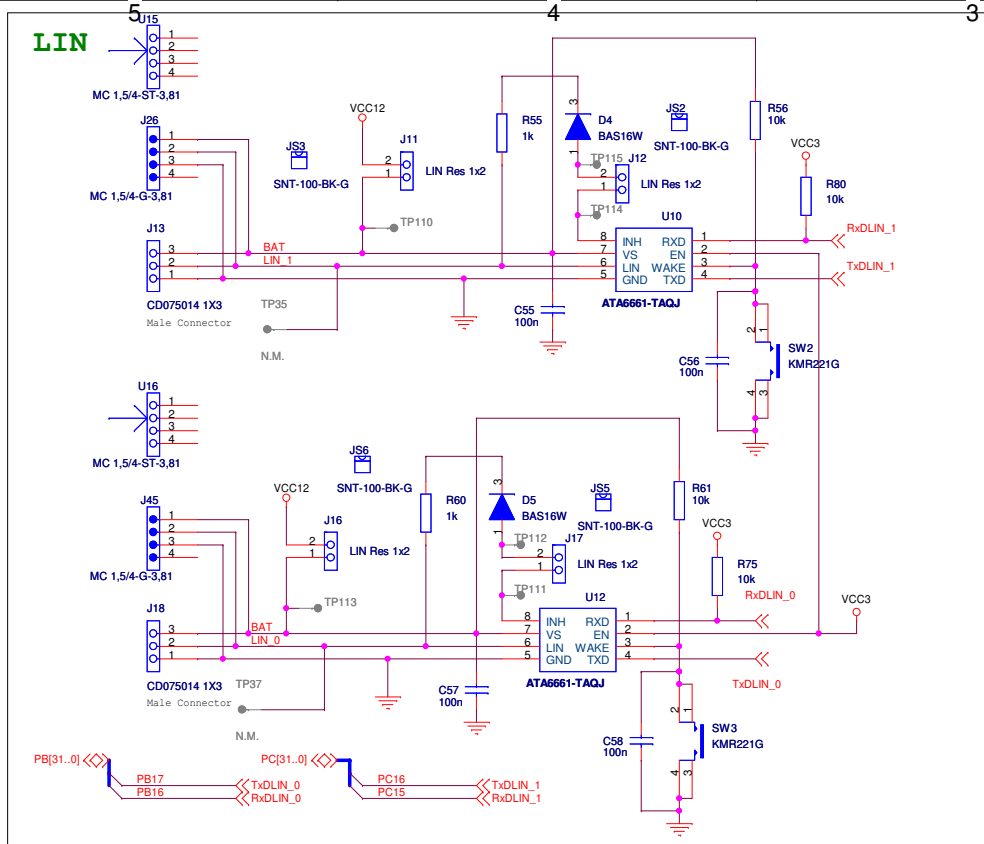 5
4
3
LIN
U15
1
2
3
4
MC 1,5/4-ST-3,81
J26
1
2
3
4
MC 1,5/4-G-3,81
JS3
SNT-100-BK-G
VCC12
J11
2
1
LIN Res 1x2
TP110
R55
1k
3
D4
BAS16W
1
JS2
SNT-100-BK-G
TP115
J12
2
1
LIN Res 1x2
TP114
R56
10k
VCC3
R80
10k
J13
3
2
1
BAT
LIN_1
CD075014 1X3
Male Connector
TP35
N.M.
U10
8
7
6
5
INH
VS
LIN
GND
RXD
EN
WAKE
TXD
1
2
3
4
ATA6661-TAQJ
RxDLIN_1
TxDLIN_1
C55
100n
C56
100n
2
1
4
3
SW2
KMR221G
U16
1
2
3
4
MC 1,5/4-ST-3,81
J45
1
2
3
4
MC 1,5/4-G-3,81
JS6
SNT-100-BK-G
VCC12
J16
2
1
LIN Res 1x2
TP113
R60
1k
3
D5
BAS16W
1
JS5
SNT-100-BK-G
TP112
J17
2
1
LIN Res 1x2
TP111
R61
10k
VCC3
R75
10k
RxDLIN_0
VCC3
J18
3
2
1
BAT
LIN_0
CD075014 1X3
Male Connector
TP37
N.M.
U12
8
7
6
5
INH
VS
LIN
GND
RXD
EN
WAKE
TXD
1
2
3
4
ATA6661-TAQJ
TxDLIN_0
C57
100n
C58
100n
2
1
4
3
SW3
KMR221G
PB[31..0]
PB17
PB16
TxDLIN_0
RxDLIN_0
PC[31..0]
PC16
PC15
TxDLIN_1
RxDLIN_1